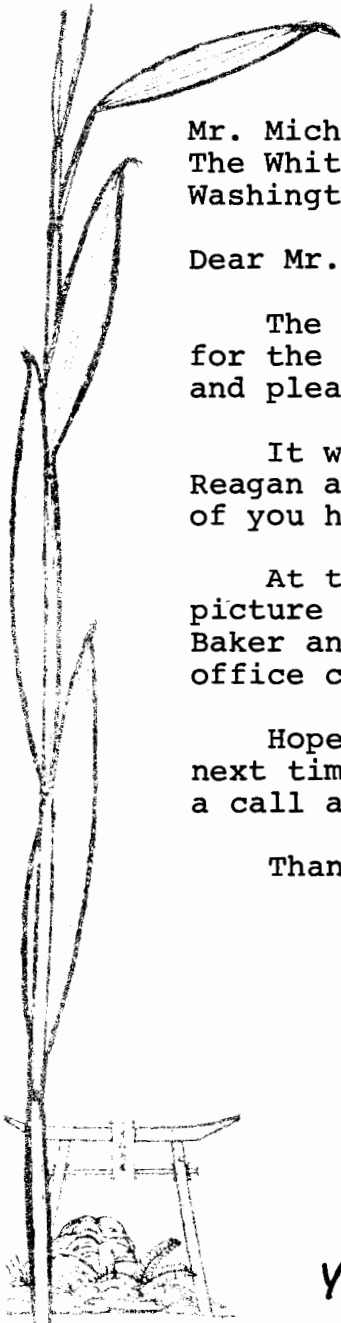 Mr. Mich
The Whit
Washingt
Dear Mr.
The
for the
and plea
It w
Reagan a
of you h
At t
picture
Baker an
office c
Hope
next tim
a call a
Than
Y